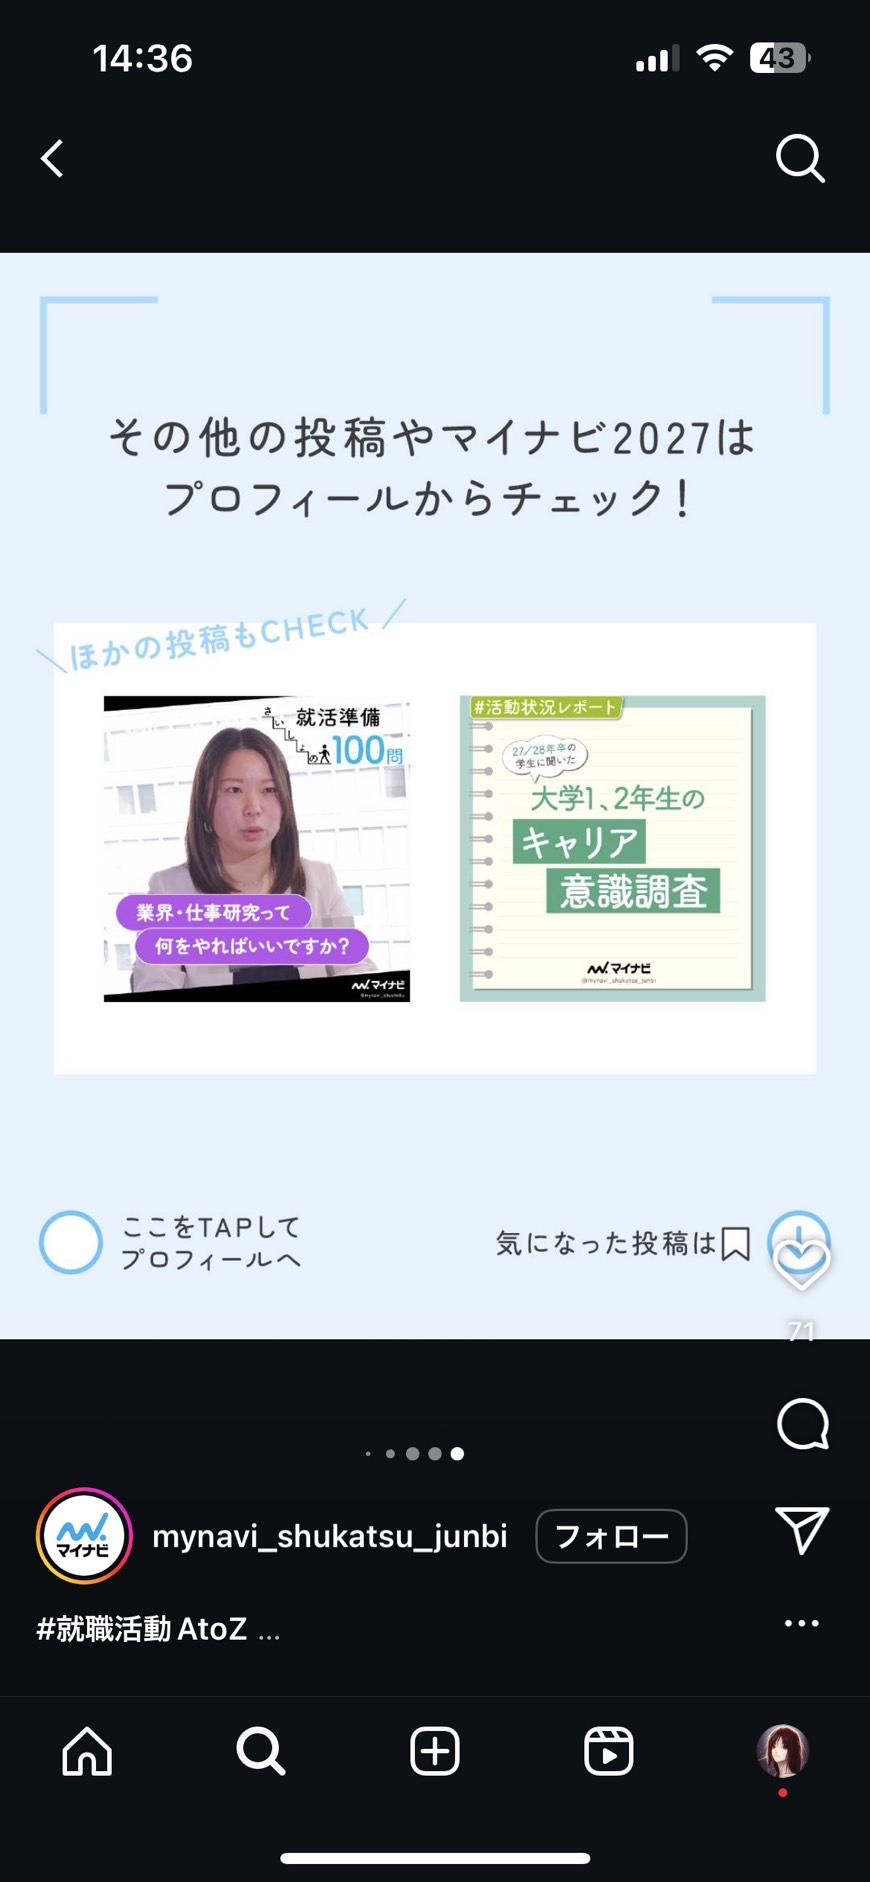 14:36
43
その他の投稿やマイナビ2027は
プロフィールからチェック!
ほかの投稿もCHECK
さいしょの
就活準備
100問
業界・仕事研究って
何をやればいいですか?
マイナビ
#活動状況レポート
27/28年卒の
学生に聞いた
大学1、2年生の
キャリア
意識調査
マイナビ
@mynavi_shukatsu_junbi
ここをTAPして
プロフィールへ
気になった投稿は
71
マイナビ
mynavi_shukatsu_junbi
フォロー
#就職活動 AtoZ ...